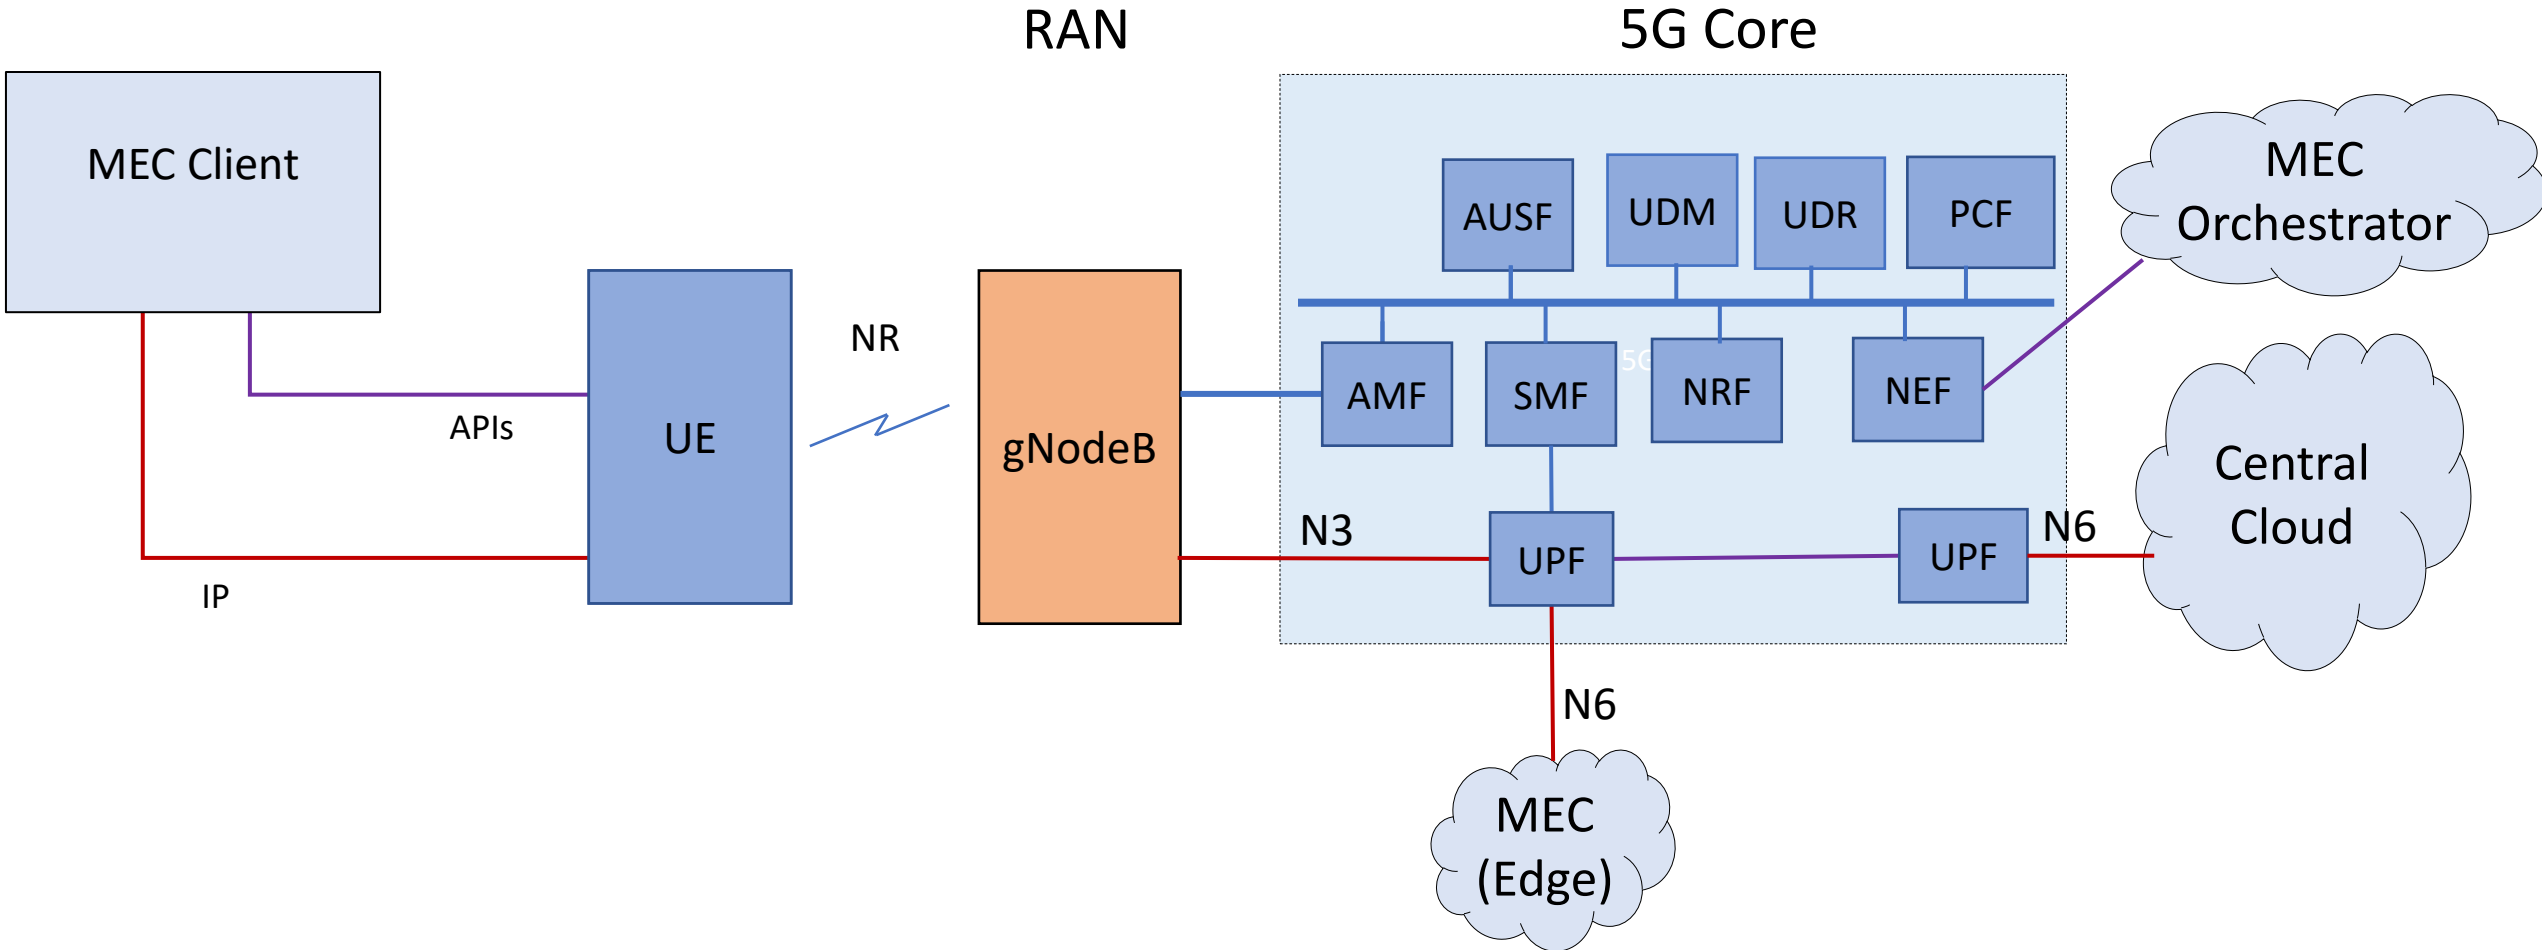 RAN
5G Core
MEC Client
MEC
Orchestrator
AUSF
UDM
UDR
PCF
NR
5G
AMF
SMF
NRF
NEF
APIs
UE
gNodeB
Central
Cloud
N3
N6
UPF
UPF
IP
N6
MEC
(Edge)